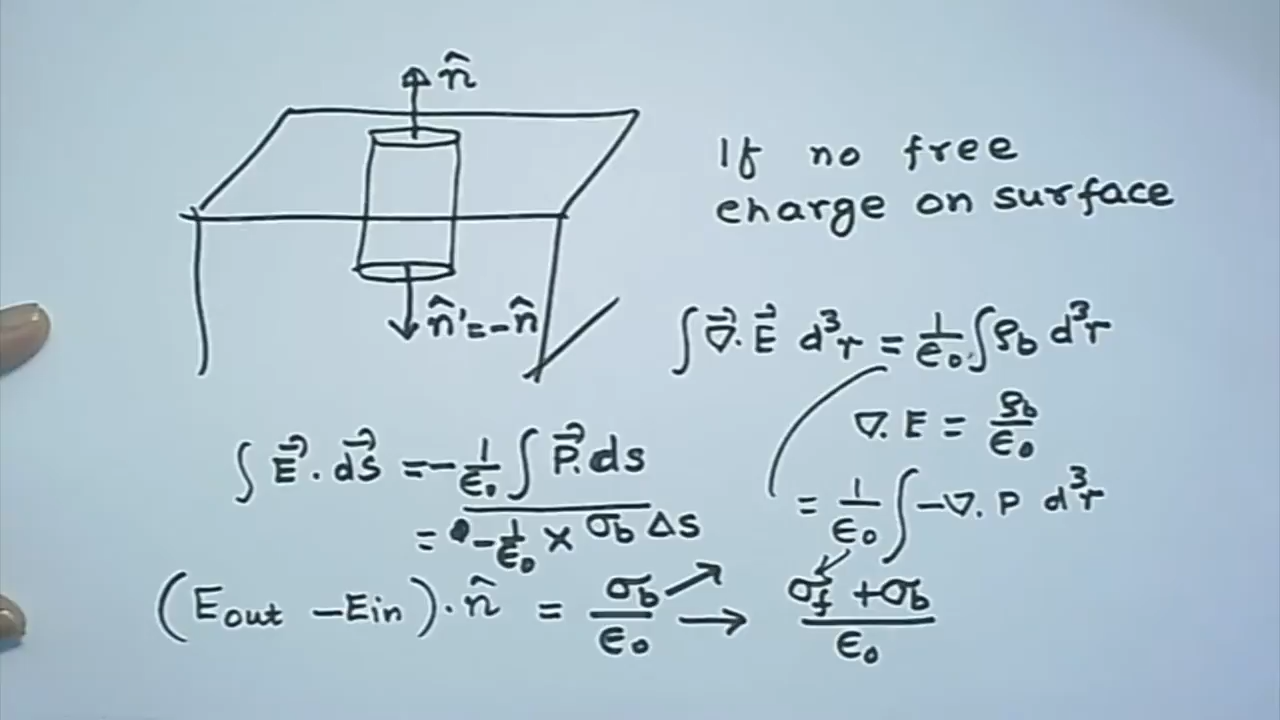 n̂
If no free
charge on surface
n̂' = -n̂
∫ ∇⃗.E⃗ d³r = 1/ϵ₀ ∫ρb d³r
∇.E = ρb/ϵ₀
∫ E⃗.dS⃗ = -1/ϵ₀ ∫ P⃗.ds
= 1/ϵ₀ ∫ -∇.P d³r
= -1/ϵ₀ × σb ΔS
(Eout - Ein).n̂ = σb/ϵ₀ → σf + σb/ϵ₀